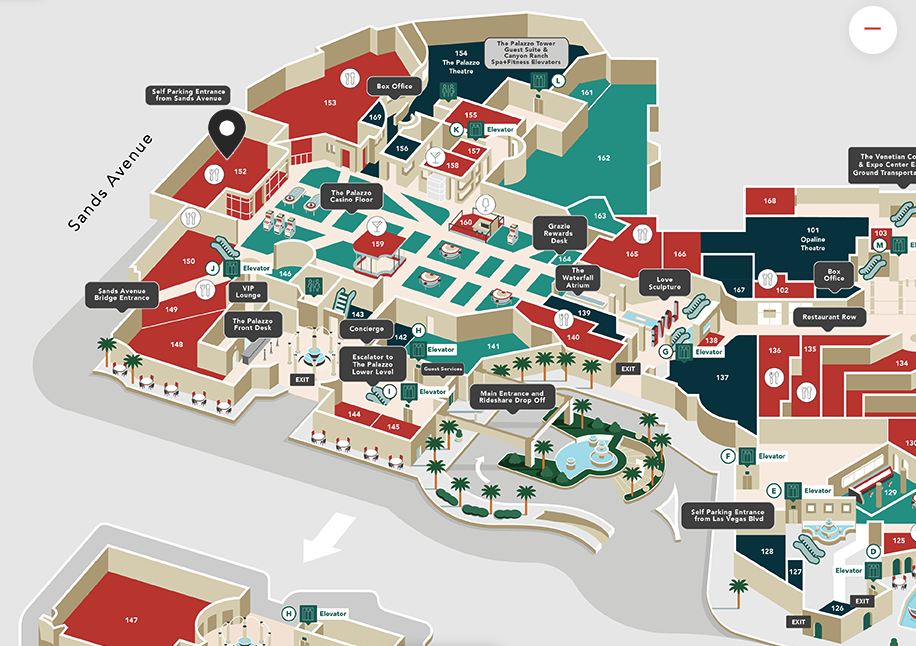 The Palazzo Tower
Guest Suite &
Canyon Ranch
Spa+Fitness Elevators
154
The Palazzo
Theatre
L
161
Box Office
Self Parking Entrance
from Sands Avenue
153
169
155
K
Elevator
156
157
158
162
152
Sands Avenue
The Palazzo
Casino Floor
160
159
163
Grazie
Rewards
Desk
164
165
166
168
101
Opaline
Theatre
The Venetian Co
& Expo Center E
Ground Transporta
103
M
El
Box
Office
167
102
Restaurant Row
150
J
Elevator
146
VIP
Lounge
Sands Avenue
Bridge Entrance
149
The Palazzo
Front Desk
148
143
Concierge
142
H
Elevator
141
Guest Services
The
Waterfall
Atrium
139
140
Love
Sculpture
G
Elevator
138
137
136
135
134
EXIT
EXIT
Escalator to
The Palazzo
Lower Level
I
Elevator
144
145
Main Entrance and
Rideshare Drop Off
F
Elevator
E
Elevator
130
129
Self Parking Entrance
from Las Vegas Blvd
128
127
126
125
D
Elevator
EXIT
EXIT
147
H
Elevator